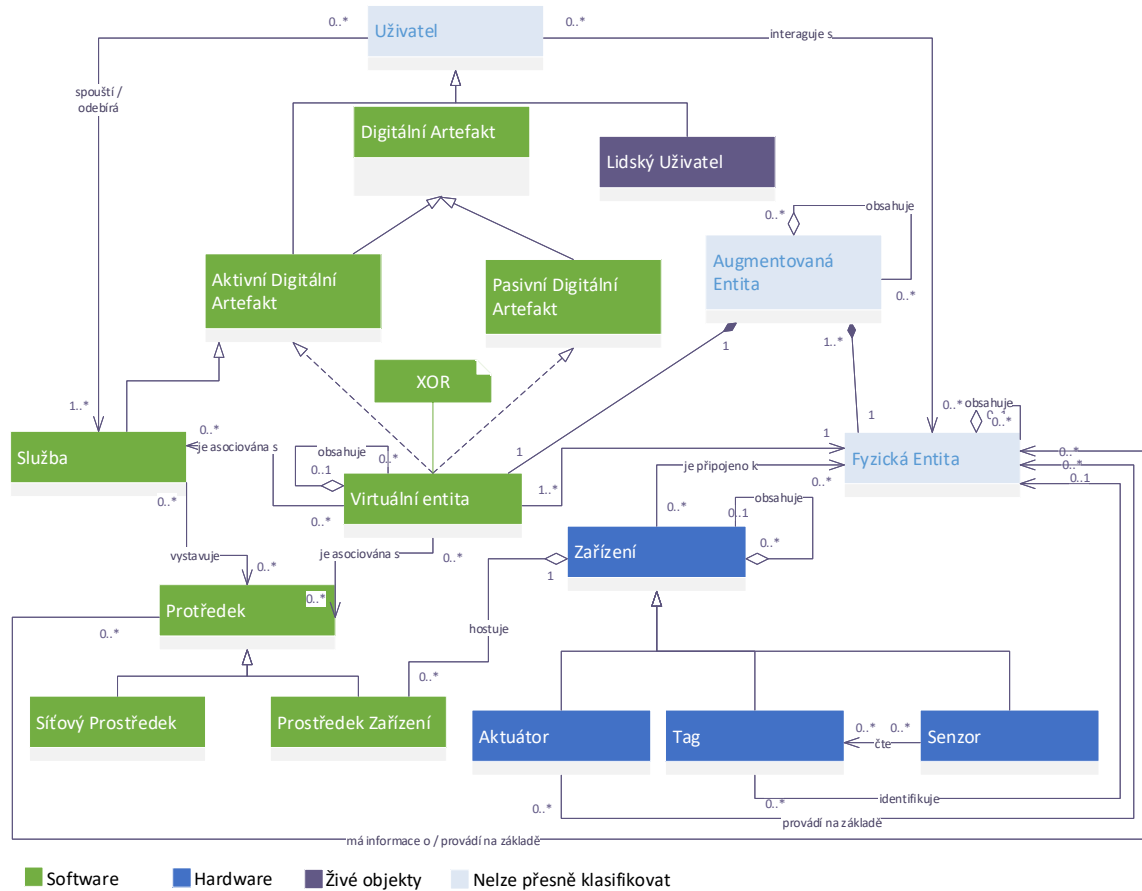 0..*
Uživatel
0..*
interaguje s
spouští /
odebírá
Digitální Artefakt
Lidský Uživatel
obsahuje
0..*
Augmentovaná
Entita
0..*
Aktivní Digitální
Artefakt
Pasivní Digitální
Artefakt
1
1..*
XOR
1..*
0..*
1
1
0..*
obsahuje
0..*
Služba
je asociována s
obsahuje
0..*
0..1
1
Fyzická Entita
0..*
0..*
0..1
je připojeno k
Virtuální entita
1..*
0..*
obsahuje
0..*
0..*
0..*
0..1
0..*
Zařízení
0..*
vystavuje
je asociována s
0..*
1
0..*
Protředek
0..*
0..*
hostuje
0..*
Síťový Prostředek
Prostředek Zařízení
Aktuátor
Tag
0..*
0..*
čte
Senzor
0..*
0..*
identifikuje
provádí na základě
má informace o / provádí na základě
Software
Hardware
Živé objekty
Nelze přesně klasifikovat